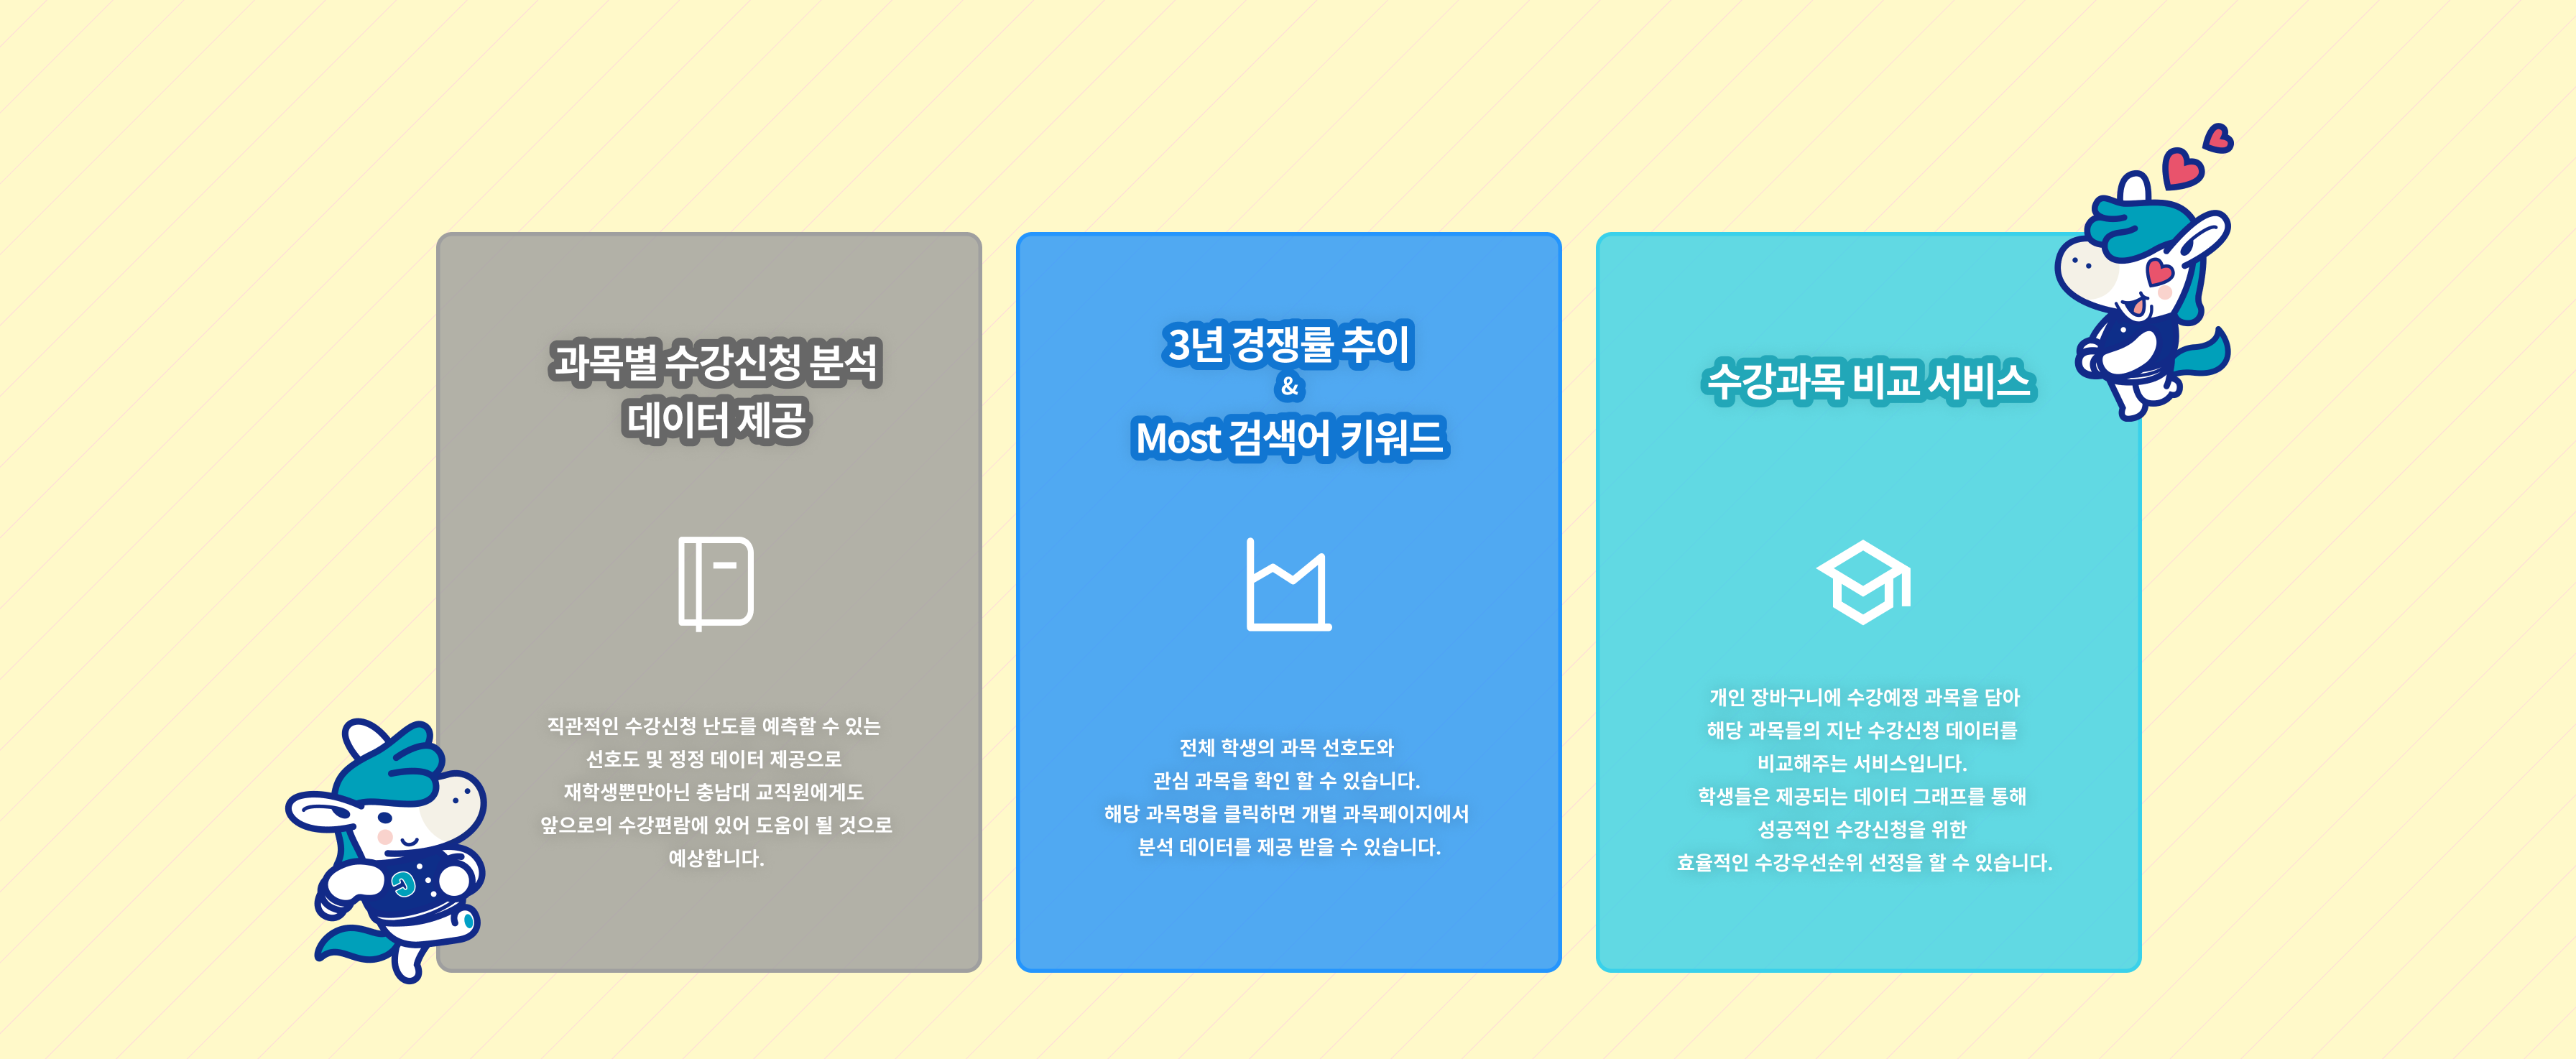 과목별 수강신청 분석
데이터 제공
직관적인 수강신청 난도를 예측할 수 있는
선호도 및 정정 데이터 제공으로
재학생뿐만아닌 충남대 교직원에게도
앞으로의 수강편람에 있어 도움이 될 것으로
예상합니다.
3년 경쟁률 추이
&
Most 검색어 키워드
전체 학생의 과목 선호도와
관심 과목을 확인 할 수 있습니다.
해당 과목명을 클릭하면 개별 과목페이지에서
분석 데이터를 제공 받을 수 있습니다.
수강과목 비교 서비스
개인 장바구니에 수강예정 과목을 담아
해당 과목들의 지난 수강신청 데이터를
비교해주는 서비스입니다.
학생들은 제공되는 데이터 그래프를 통해
성공적인 수강신청을 위한
효율적인 수강우선순위 선정을 할 수 있습니다.